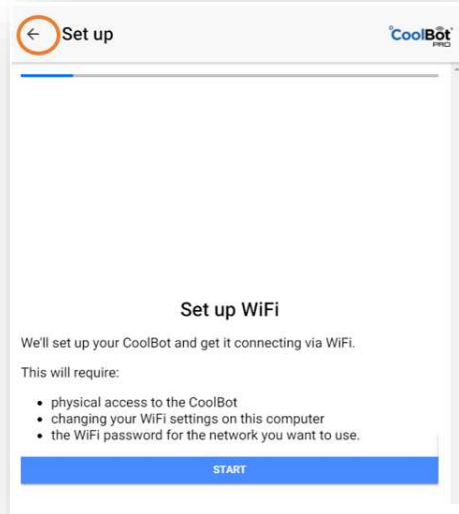 ← Set up
CoolBot
PRO
Set up WiFi
We'll set up your CoolBot and get it connecting via WiFi.
This will require:
• physical access to the CoolBot
• changing your WiFi settings on this computer
• the WiFi password for the network you want to use.
START